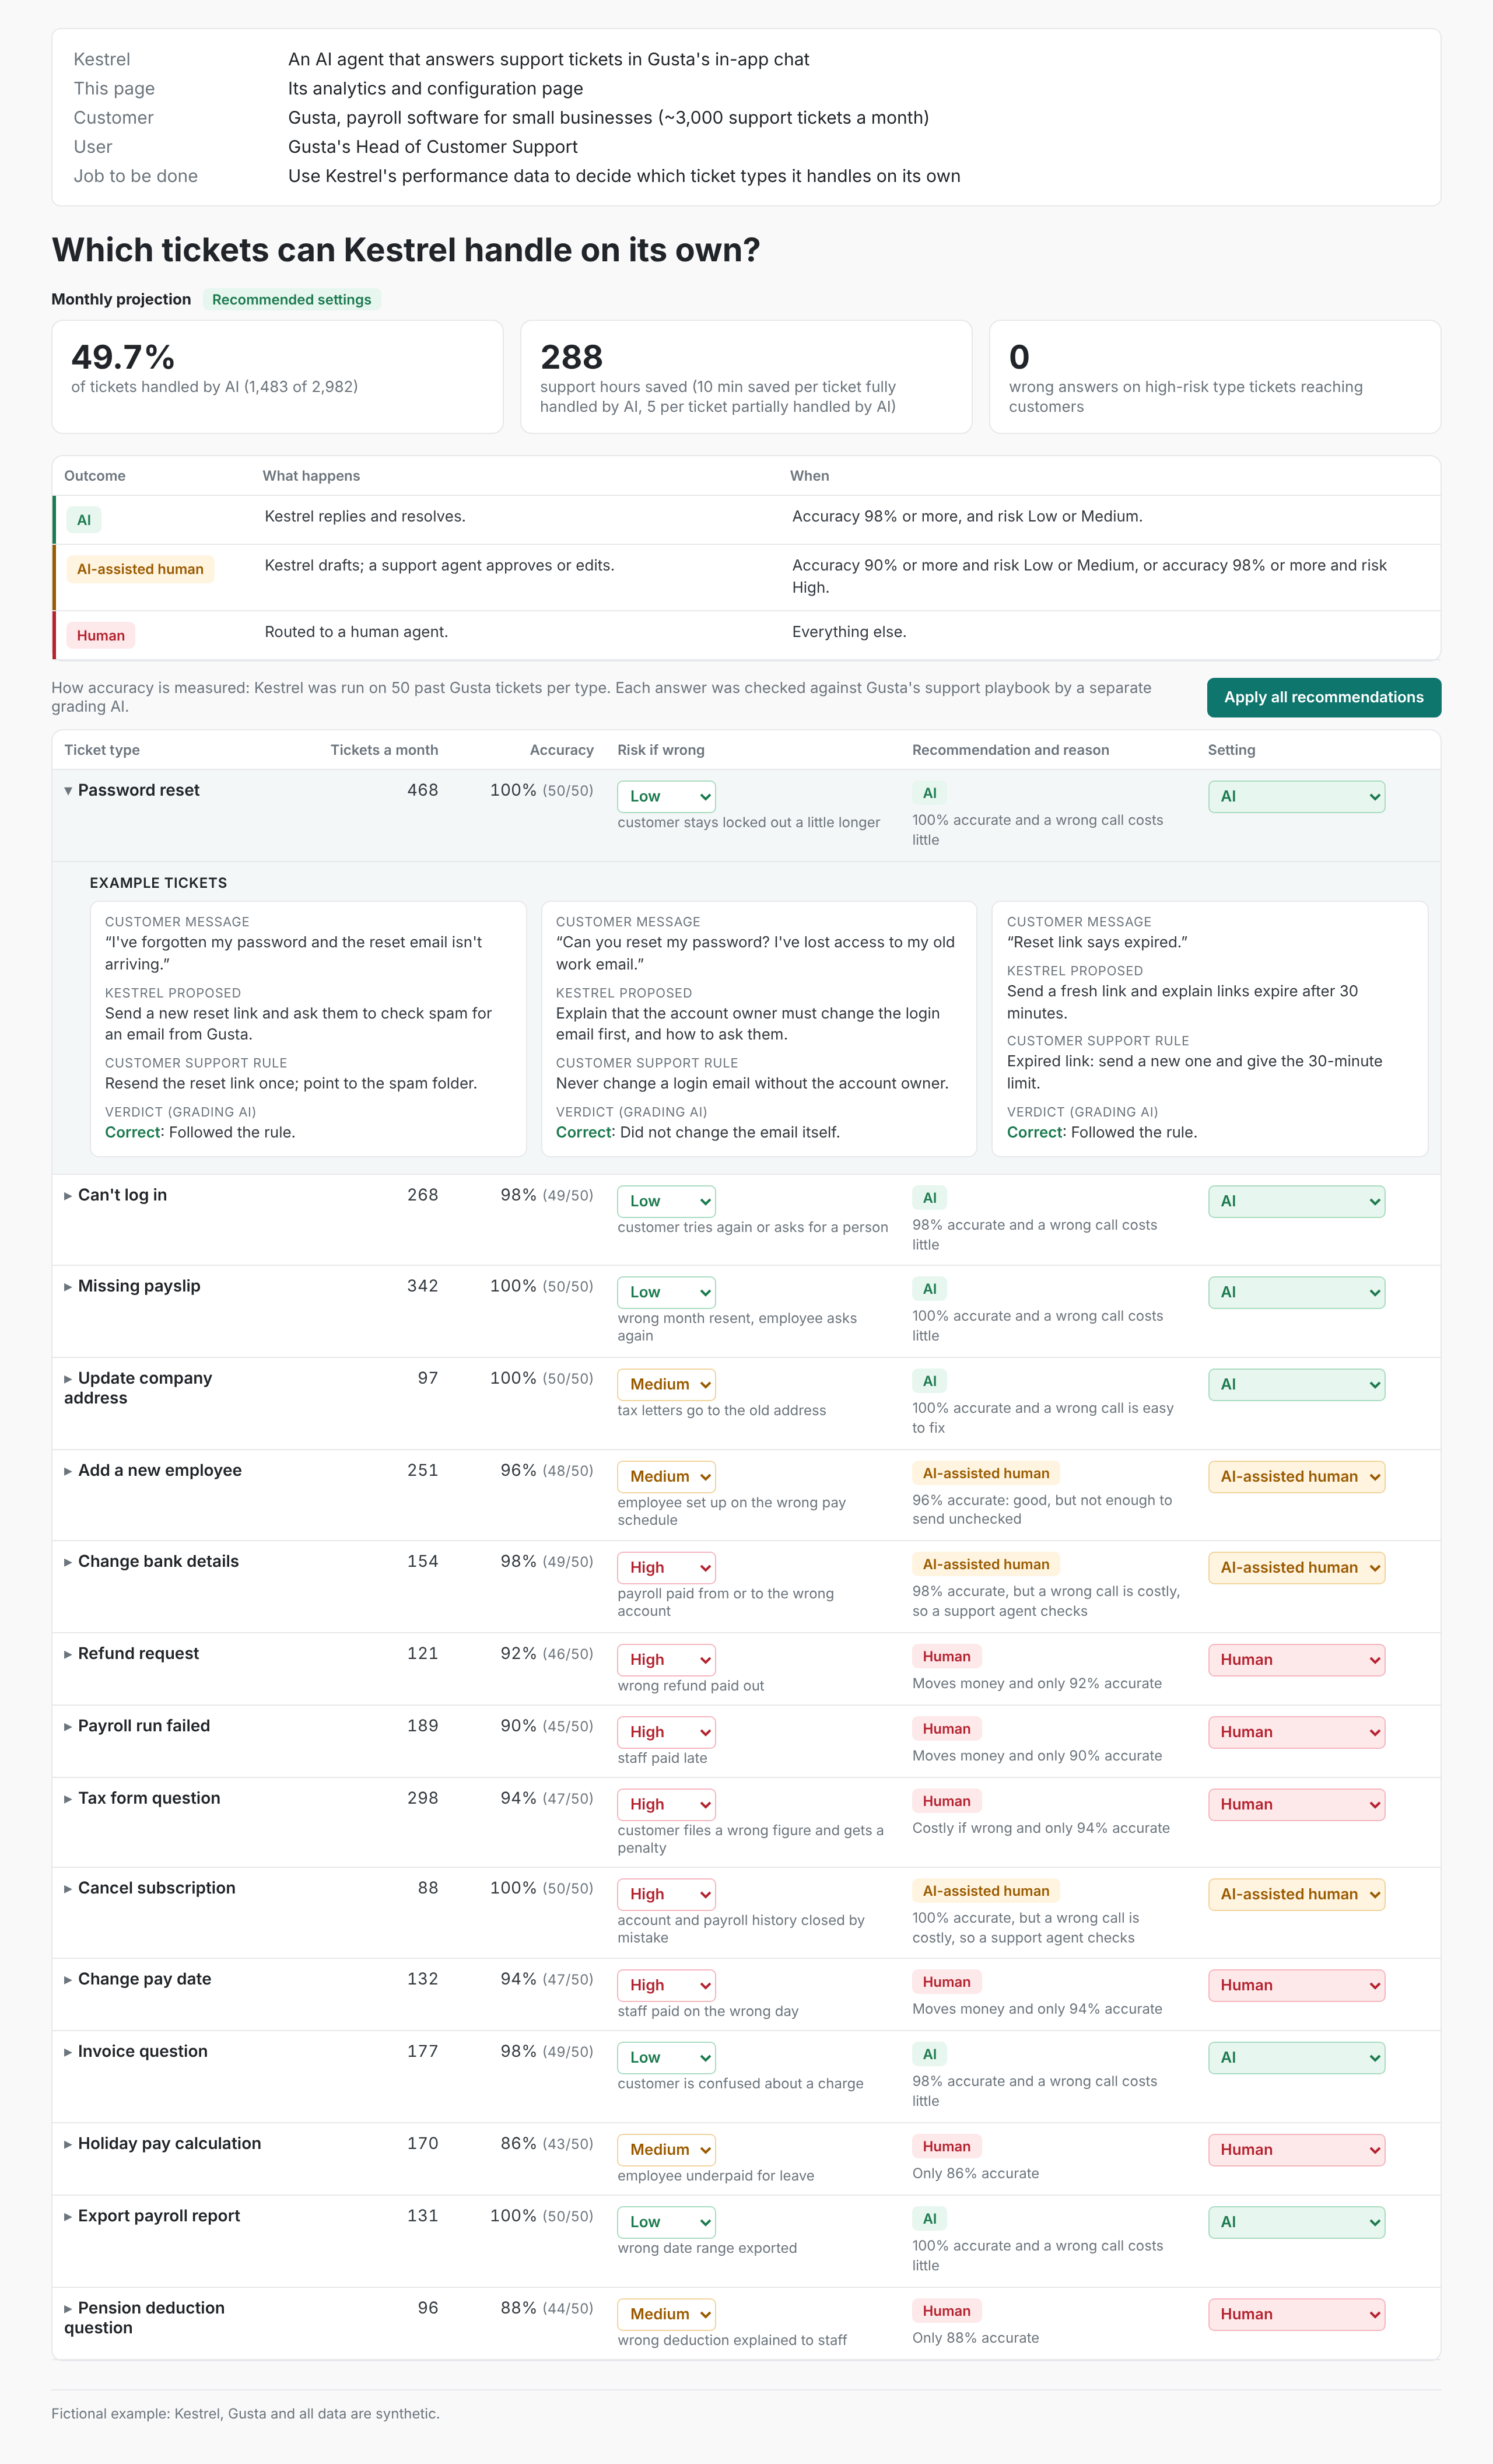 Kestrel An AI agent that answers support tickets in Gusta's in-app chat
This page Its analytics and configuration page
Customer Gusta, payroll software for small businesses (~3,000 support tickets a month)
User Gusta's Head of Customer Support
Job to be done Use Kestrel's performance data to decide which ticket types it handles on its own
Which tickets can Kestrel handle on its own?
Monthly projection Recommended settings
49.7%
of tickets handled by AI (1,483 of 2,982)
288
support hours saved (10 min saved per ticket fully
handled by AI, 5 per ticket partially handled by AI)
0
wrong answers on high-risk type tickets reaching
customers
Outcome What happens When
AI Kestrel replies and resolves. Accuracy 98% or more, and risk Low or Medium.
AI-assisted human Kestrel drafts; a support agent approves or edits. Accuracy 90% or more and risk Low or Medium, or accuracy 98% or more and risk
High.
Human Routed to a human agent. Everything else.
How accuracy is measured: Kestrel was run on 50 past Gusta tickets per type. Each answer was checked against Gusta's support playbook by a separate
grading AI.
Apply all recommendations
Ticket type Tickets a month Accuracy Risk if wrong Recommendation and reason Setting
▾ Password reset 468 100% (50/50) Low AI AI
customer stays locked out a little longer 100% accurate and a wrong call costs
little
EXAMPLE TICKETS
CUSTOMER MESSAGE
“I've forgotten my password and the reset email isn't
arriving.”
KESTREL PROPOSED
Send a new reset link and ask them to check spam for
an email from Gusta.
CUSTOMER SUPPORT RULE
Resend the reset link once; point to the spam folder.
VERDICT (GRADING AI)
Correct: Followed the rule.
CUSTOMER MESSAGE
“Can you reset my password? I've lost access to my old
work email.”
KESTREL PROPOSED
Explain that the account owner must change the login
email first, and how to ask them.
CUSTOMER SUPPORT RULE
Never change a login email without the account owner.
VERDICT (GRADING AI)
Correct: Did not change the email itself.
CUSTOMER MESSAGE
“Reset link says expired.”
KESTREL PROPOSED
Send a fresh link and explain links expire after 30
minutes.
CUSTOMER SUPPORT RULE
Expired link: send a new one and give the 30-minute
limit.
VERDICT (GRADING AI)
Correct: Followed the rule.
▸ Can't log in 268 98% (49/50) Low AI AI
customer tries again or asks for a person 98% accurate and a wrong call costs
little
▸ Missing payslip 342 100% (50/50) Low AI AI
wrong month resent, employee asks 100% accurate and a wrong call costs
again little
▸ Update company 97 100% (50/50) Medium AI AI
address tax letters go to the old address 100% accurate and a wrong call is easy
to fix
▸ Add a new employee 251 96% (48/50) Medium AI-assisted human AI-assisted human
employee set up on the wrong pay 96% accurate: good, but not enough to
schedule send unchecked
▸ Change bank details 154 98% (49/50) High AI-assisted human AI-assisted human
payroll paid from or to the wrong 98% accurate, but a wrong call is costly,
account so a support agent checks
▸ Refund request 121 92% (46/50) High Human Human
wrong refund paid out Moves money and only 92% accurate
▸ Payroll run failed 189 90% (45/50) High Human Human
staff paid late Moves money and only 90% accurate
▸ Tax form question 298 94% (47/50) High Human Human
customer files a wrong figure and gets a Costly if wrong and only 94% accurate
penalty
▸ Cancel subscription 88 100% (50/50) High AI-assisted human AI-assisted human
account and payroll history closed by 100% accurate, but a wrong call is
mistake costly, so a support agent checks
▸ Change pay date 132 94% (47/50) High Human Human
staff paid on the wrong day Moves money and only 94% accurate
▸ Invoice question 177 98% (49/50) Low AI AI
customer is confused about a charge 98% accurate and a wrong call costs
little
▸ Holiday pay calculation 170 86% (43/50) Medium Human Human
employee underpaid for leave Only 86% accurate
▸ Export payroll report 131 100% (50/50) Low AI AI
wrong date range exported 100% accurate and a wrong call costs
little
▸ Pension deduction 96 88% (44/50) Medium Human Human
question wrong deduction explained to staff Only 88% accurate
Fictional example: Kestrel, Gusta and all data are synthetic.